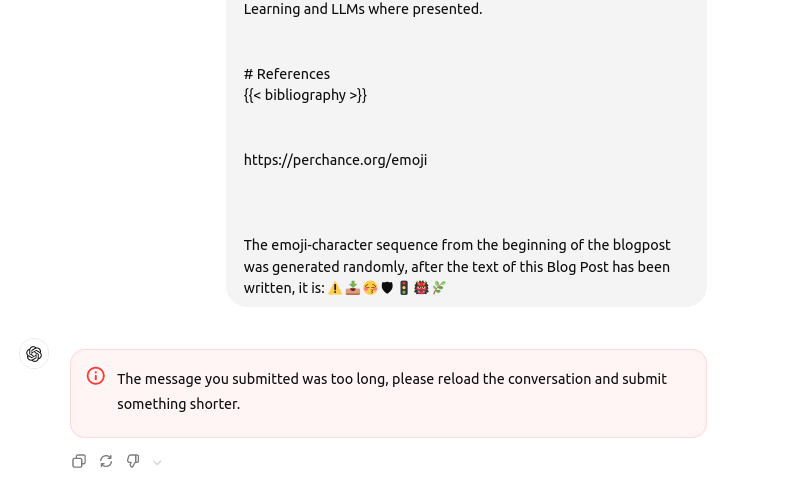 Learning and LLMs where presented.
# References
{{< bibliography >}}
https://perchance.org/emoji
The emoji-character sequence from the beginning of the blogpost
was generated randomly, after the text of this Blog Post has been
written, it is: ⚠️📥😚🛡️🚦👹🌿
The message you submitted was too long, please reload the conversation and submit
something shorter.